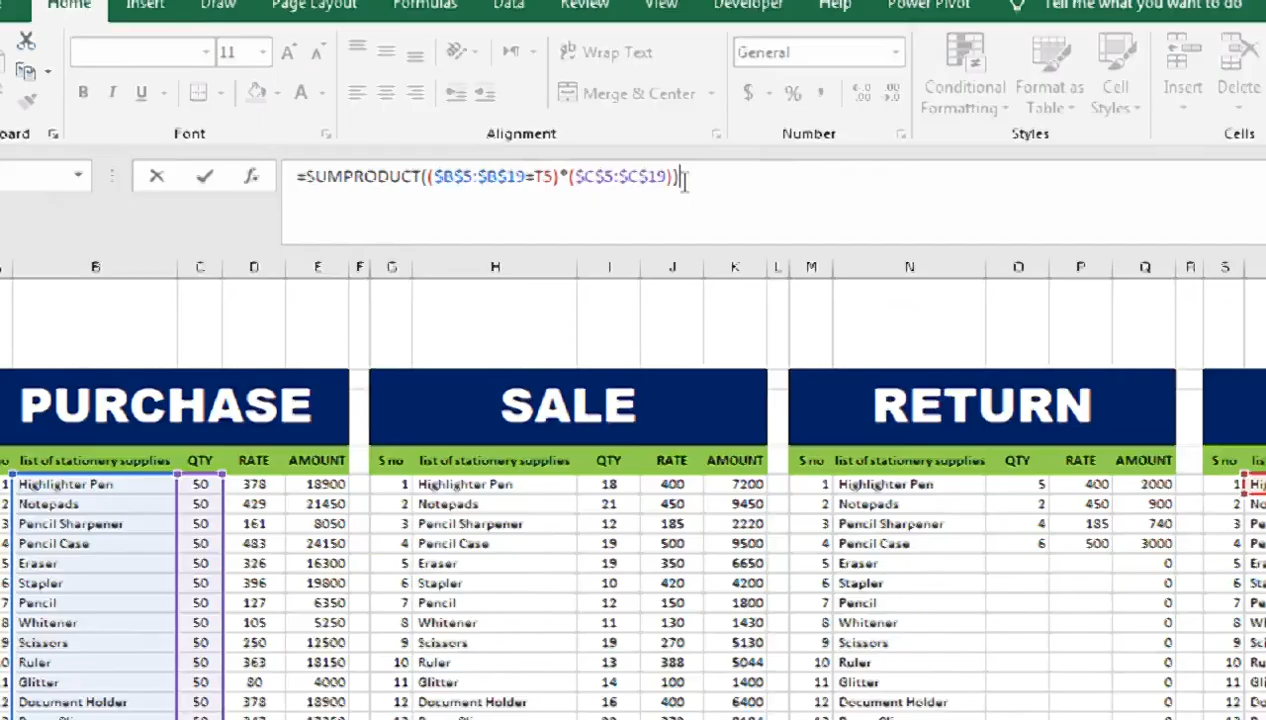 Home Insert Draw Page Layout Formulas Data Review View Developer Help Power Pivot Tell me what you want to do
11 A A Wrap Text General
B I U A Merge & Center $ % , Conditional Formatting Format as Table Cell Styles Insert Delete
oard Font Alignment Number Styles Cells
=SUMPRODUCT(($B$5:$B$19=T5)*($C$5:$C$19))
B C D E F G H I J K L M N O P Q R S
PURCHASE SALE RETURN
no list of stationery supplies QTY RATE AMOUNT S no list of stationery supplies QTY RATE AMOUNT S no list of stationery supplies QTY RATE AMOUNT S no
1 Highlighter Pen 50 378 18900 1 Highlighter Pen 18 400 7200 1 Highlighter Pen 5 400 2000 1
2 Notepads 50 429 21450 2 Notepads 21 450 9450 2 Notepads 2 450 900 2
3 Pencil Sharpener 50 161 8050 3 Pencil Sharpener 12 185 2220 3 Pencil Sharpener 4 185 740 3
4 Pencil Case 50 483 24150 4 Pencil Case 19 500 9500 4 Pencil Case 6 500 3000 4
5 Eraser 50 326 16300 5 Eraser 19 350 6650 5 Eraser 0 5
6 Stapler 50 396 19800 6 Stapler 10 420 4200 6 Stapler 0 6
7 Pencil 50 127 6350 7 Pencil 12 150 1800 7 Pencil 0 7
8 Whitener 50 105 5250 8 Whitener 11 130 1430 8 Whitener 0 8
9 Scissors 50 250 12500 9 Scissors 19 270 5130 9 Scissors 0 9
0 Ruler 50 363 18150 10 Ruler 13 388 5044 10 Ruler 0 10
1 Glitter 50 80 4000 11 Glitter 14 100 1400 11 Glitter 0 11
2 Document Holder 50 378 18900 12 Document Holder 16 400 6400 12 Document Holder 0 12